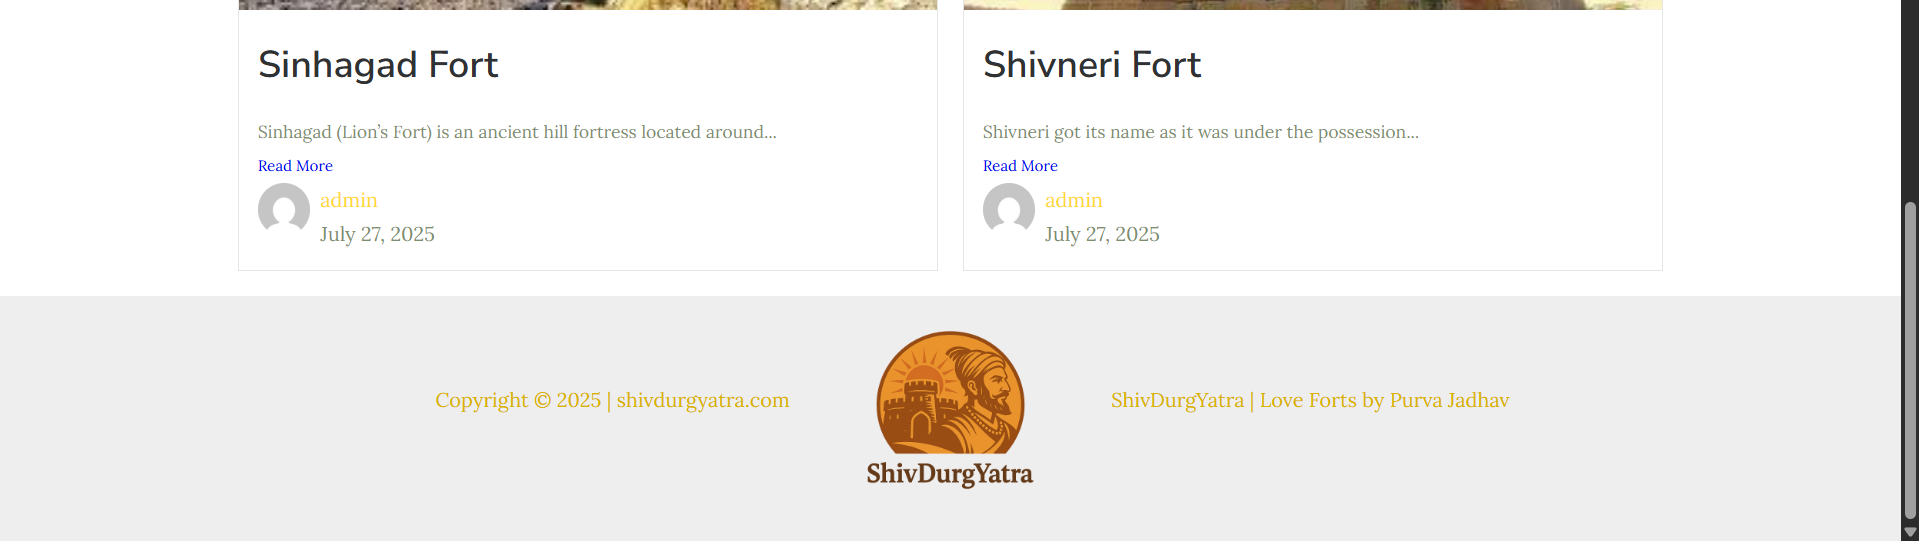 Sinhagad Fort
Sinhagad (Lion’s Fort) is an ancient hill fortress located around...
Read More
admin
July 27, 2025
Shivneri Fort
Shivneri got its name as it was under the possession...
Read More
admin
July 27, 2025
Copyright © 2025 | shivdurgyatra.com
ShivDurgYatra
ShivDurgYatra | Love Forts by Purva Jadhav